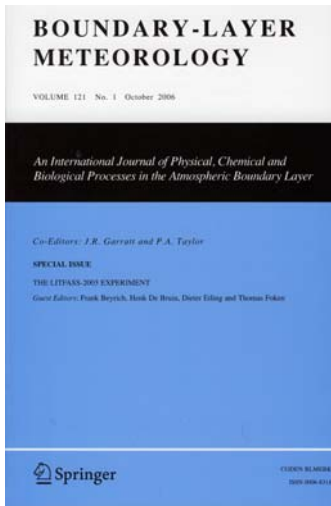 BOUNDARY-LAYER
METEOROLOGY
VOLUME 121 No. 1 October 2006
An International Journal of Physical, Chemical and
Biological Processes in the Atmospheric Boundary Layer
Co-Editors: J.R. Garratt and P.A. Taylor
SPECIAL ISSUE
THE LITFASS-2003 EXPERIMENT
Guest Editors: Frank Beyrich, Henk De Bruin, Dieter Etling and Thomas Foken
Springer
CODEN
ISSN